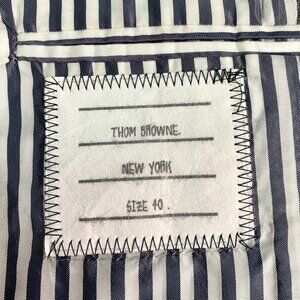 THOM BROWNE.
NEW YORK
SIZE 40 .